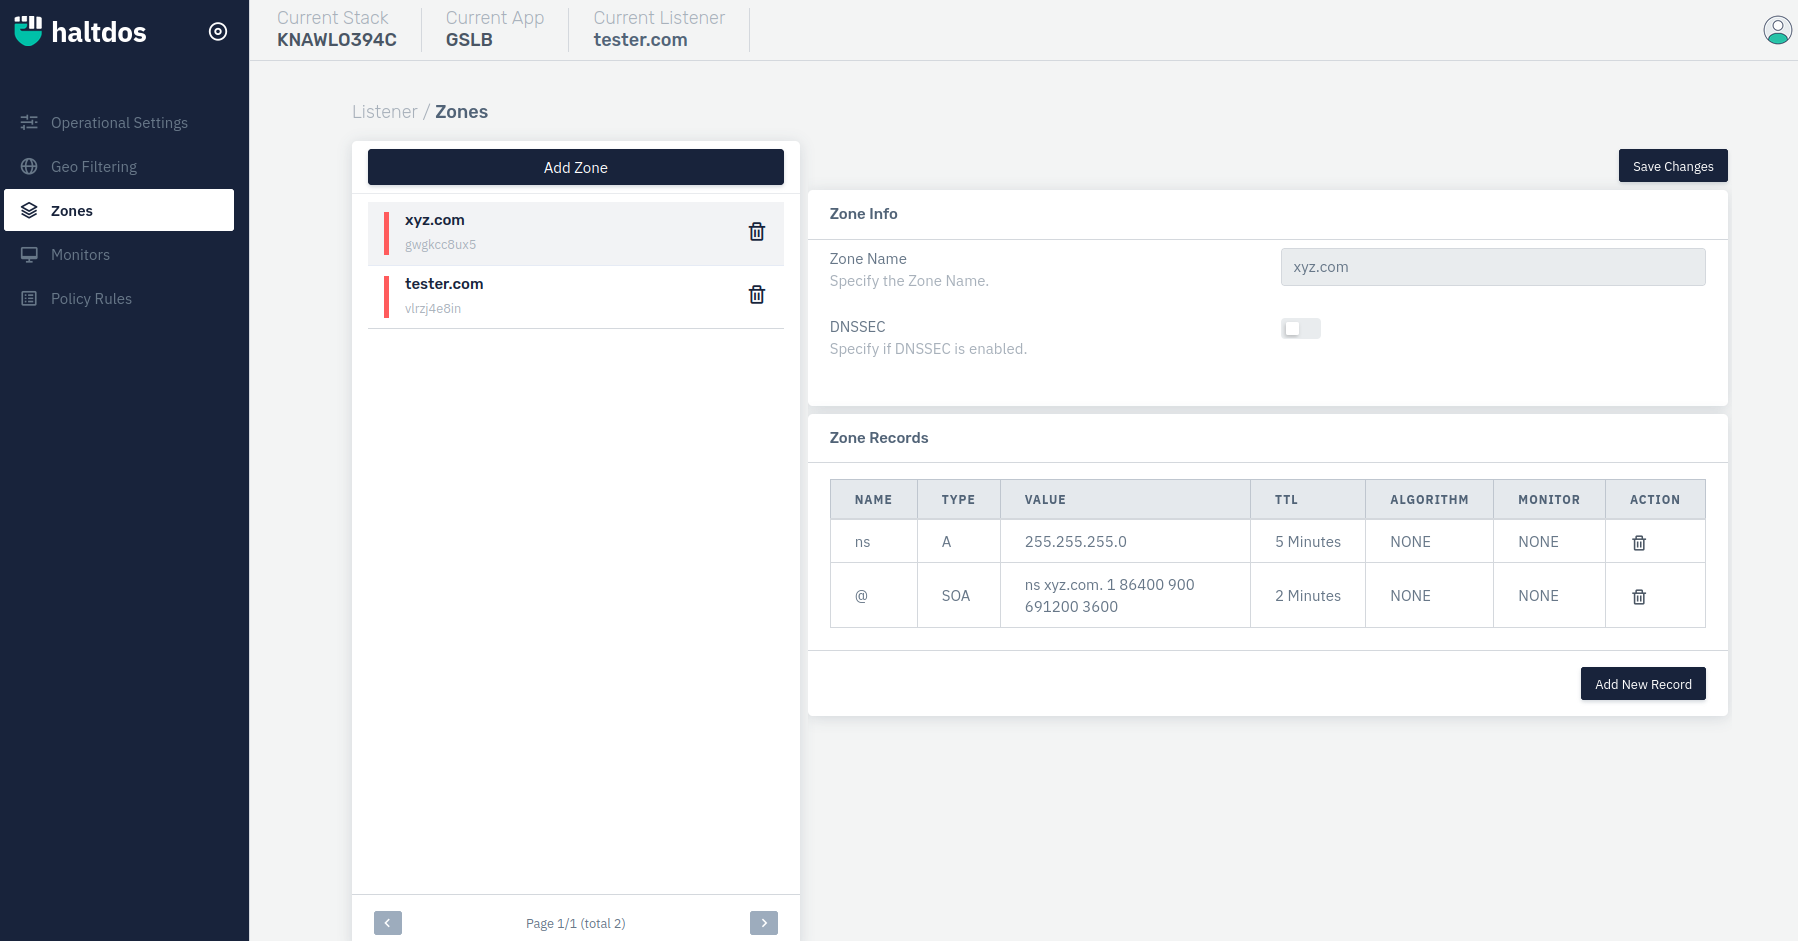 haltdos
Current Stack
KNAWLO394C
Current App
GSLB
Current Listener
tester.com
Operational Settings
Geo Filtering
Zones
Monitors
Policy Rules
Listener / Zones
Add Zone
xyz.com
gwgkcc8ux5
tester.com
vlrzj4e8in
Page 1/1 (total 2)
Save Changes
Zone Info
Zone Name
Specify the Zone Name.
xyz.com
DNSSEC
Specify if DNSSEC is enabled.
Zone Records
NAME TYPE VALUE TTL ALGORITHM MONITOR ACTION
ns A 255.255.255.0 5 Minutes NONE NONE
@ SOA ns xyz.com. 1 86400 900
691200 3600 2 Minutes NONE NONE
Add New Record